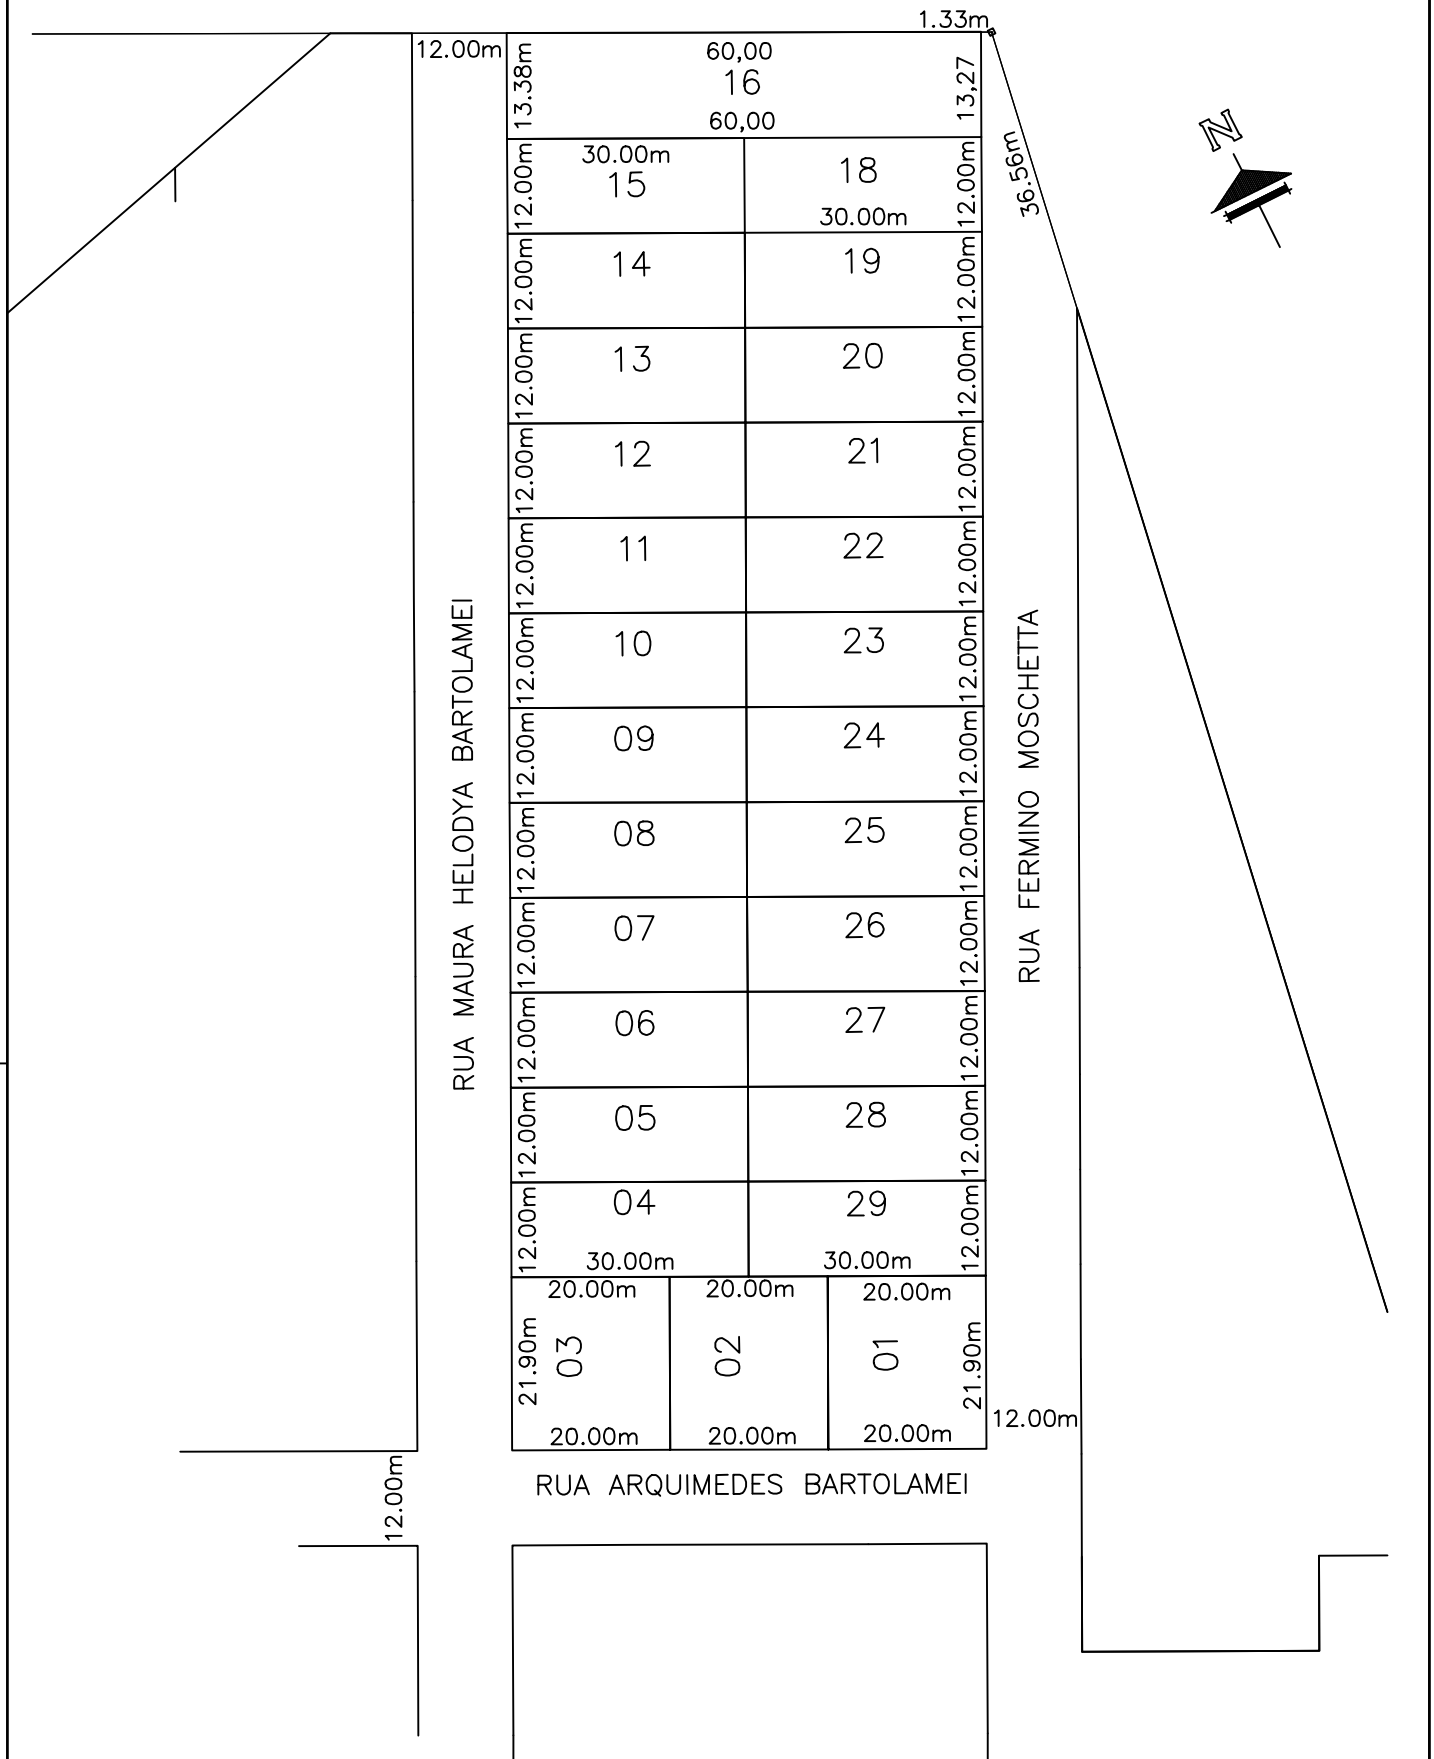 1.33m
12.00m
13.38m
60,00
16
60,00
13,27
N
36.56m
12.00m
30.00m
15
18
30.00m
12.00m
12.00m
14
19
12.00m
12.00m
13
20
12.00m
12.00m
12
21
12.00m
12.00m
11
22
12.00m
12.00m
10
23
12.00m
12.00m
09
24
12.00m
12.00m
08
25
12.00m
12.00m
07
26
12.00m
12.00m
06
27
12.00m
12.00m
05
28
12.00m
12.00m
04
30.00m
29
30.00m
12.00m
RUA MAURA HELODYA BARTOLAMEI
RUA FERMINO MOSCHETTA
20.00m
20.00m
20.00m
21.90m
03
02
01
21.90m
20.00m
20.00m
20.00m
12.00m
12.00m
RUA ARQUIMEDES BARTOLAMEI